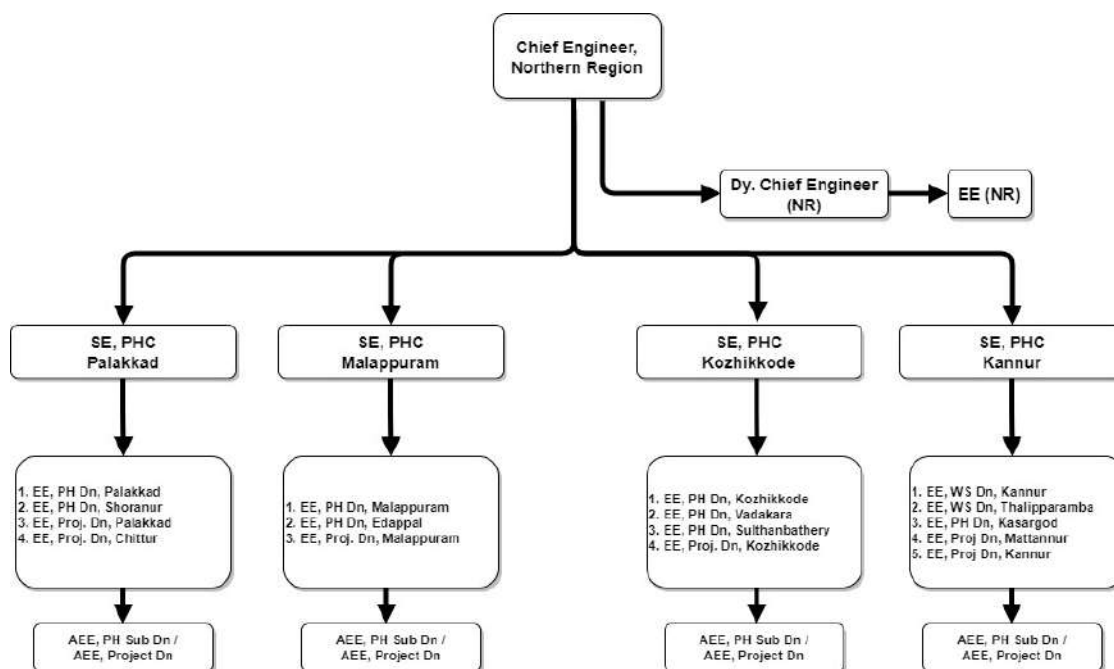 Chief Engineer,
Northern Region
Dy. Chief Engineer
(NR)
EE (NR)
SE, PHC
Palakkad
SE, PHC
Malappuram
SE, PHC
Kozhikkode
SE, PHC
Kannur
1. EE, PH Dn, Palakkad
2. EE, PH Dn, Shoranur
3. EE, Proj. Dn, Palakkad
4. EE, Proj. Dn, Chittur
1. EE, PH Dn, Malappuram
2. EE, PH Dn, Edappal
3. EE, Proj. Dn, Malappuram
1. EE, PH Dn, Kozhikkode
2. EE, PH Dn, Vadakara
3. EE, PH Dn, Sulthanbathery
4. EE, Proj. Dn, Kozhikkode
1. EE, WS Dn, Kannur
2. EE, WS Dn, Thalipparamba
3. EE, PH Dn, Kasargod
4. EE, Proj Dn, Mattannur
5. EE, Proj Dn, Kannur
AEE, PH Sub Dn /
AEE, Project Dn
AEE, PH Sub Dn /
AEE, Project Dn
AEE, PH Sub Dn /
AEE, Project Dn
AEE, PH Sub Dn /
AEE, Project Dn